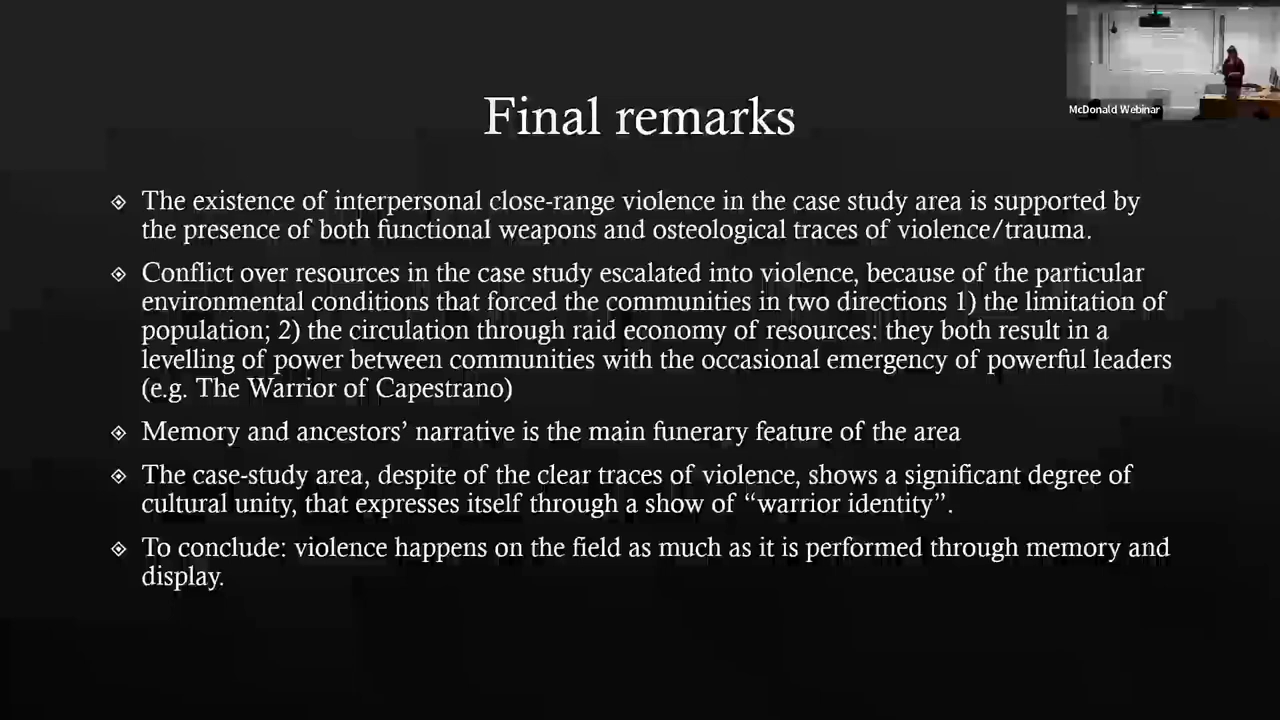 McDonald Webinar
Final remarks
The existence of interpersonal close-range violence in the case study area is supported by
the presence of both functional weapons and osteological traces of violence/trauma.
Conflict over resources in the case study escalated into violence, because of the particular
environmental conditions that forced the communities in two directions 1) the limitation of
population; 2) the circulation through raid economy of resources: they both result in a
levelling of power between communities with the occasional emergency of powerful leaders
(e.g. The Warrior of Capestrano)
Memory and ancestors’ narrative is the main funerary feature of the area
The case-study area, despite of the clear traces of violence, shows a significant degree of
cultural unity, that expresses itself through a show of “warrior identity”.
To conclude: violence happens on the field as much as it is performed through memory and
display.